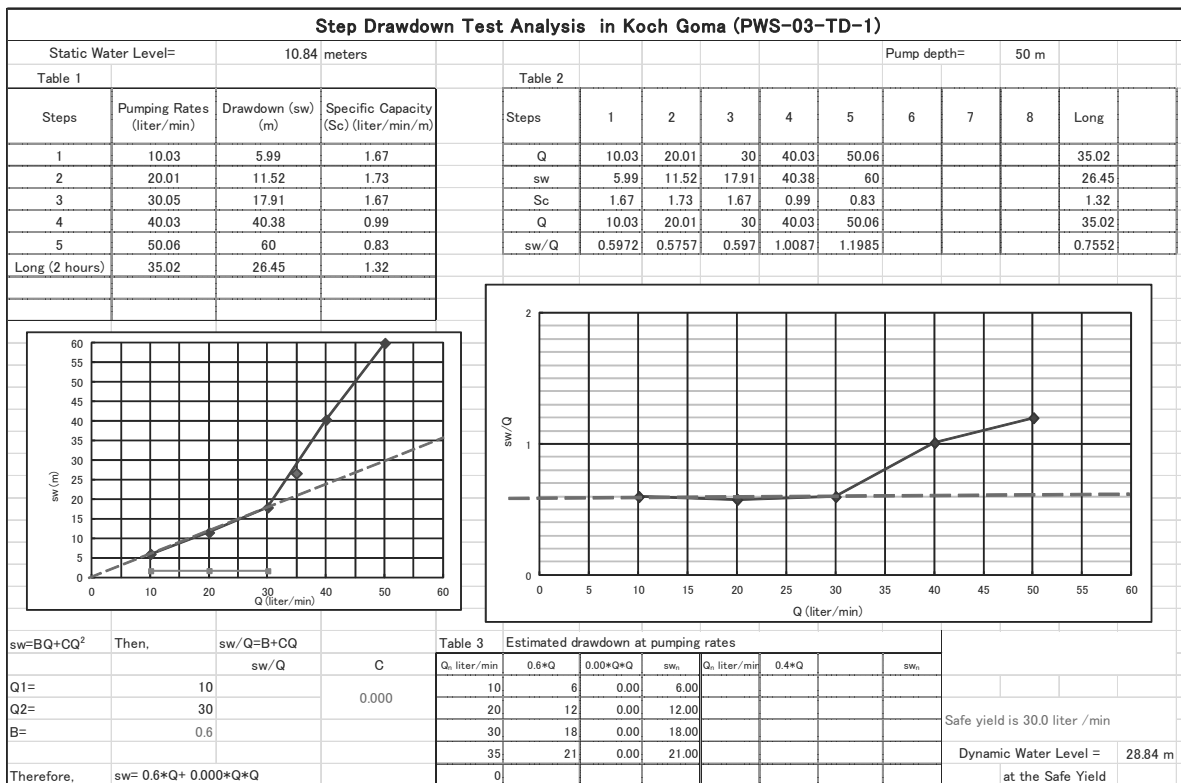 Step Drawdown Test Analysis in Koch Goma (PWS-03-TD-1)
Static Water Level= 10.84 meters Pump depth= 50 m
Table 1
Steps Pumping Rates (liter/min) Drawdown (sw) (m) Specific Capacity (Sc) (liter/min/m)
1 10.03 5.99 1.67
2 20.01 11.52 1.73
3 30.05 17.91 1.67
4 40.03 40.38 0.99
5 50.06 60 0.83
Long (2 hours) 35.02 26.45 1.32
Table 2
Steps 1 2 3 4 5 6 7 8 Long
Q 10.03 20.01 30 40.03 50.06 35.02
sw 5.99 11.52 17.91 40.38 60 26.45
Sc 1.67 1.73 1.67 0.99 0.83 1.32
Q 10.03 20.01 30 40.03 50.06 35.02
sw/Q 0.5972 0.5757 0.597 1.0087 1.1985 0.7552
60
55
50
45
40
35
30
25
20
15
10
5
0
sw (m)
0 10 20 30 40 50 60
Q (liter/min)
2
1
0
sw/Q
0 5 10 15 20 25 30 35 40 45 50 55 60
Q (liter/min)
sw=BQ+CQ² Then, sw/Q=B+CQ
sw/Q C
Q1= 10
0.000
Q2= 30
B= 0.6
Therefore, sw= 0.6*Q+ 0.000*Q*Q
Table 3 Estimated drawdown at pumping rates
Qₙ liter/min 0.6*Q 0.00*Q*Q swₙ Qₙ liter/min 0.4*Q swₙ
10 6 0.00 6.00
20 12 0.00 12.00
30 18 0.00 18.00
35 21 0.00 21.00
0
Safe yield is 30.0 liter /min
Dynamic Water Level = 28.84 m
at the Safe Yield